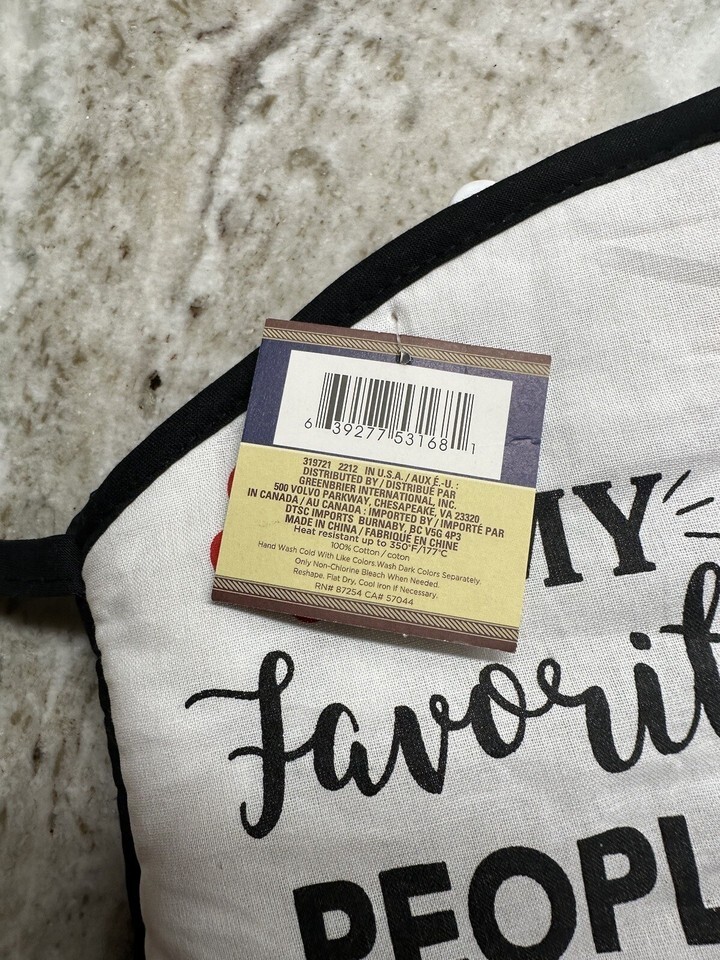 6 39277 53168 1
319721 2212 IN U.S.A. / AUX É.-U. :
DISTRIBUTED BY / DISTRIBUÉ PAR
GREENBRIER INTERNATIONAL, INC.
500 VOLVO PARKWAY, CHESAPEAKE, VA 23320
IN CANADA / AU CANADA : IMPORTED BY / IMPORTÉ PAR
DTSC IMPORTS BURNABY, BC V5G 4P3
MADE IN CHINA / FABRIQUÉ EN CHINE
Heat resistant up to 350°F/177°C
100% Cotton / coton
Hand Wash Cold With Like Colors.Wash Dark Colors Separately.
Only Non-Chlorine Bleach When Needed.
Reshape. Flat Dry, Cool Iron if Necessary.
RN# 87254 CA# 57044
MY
Favorit
PEOPL